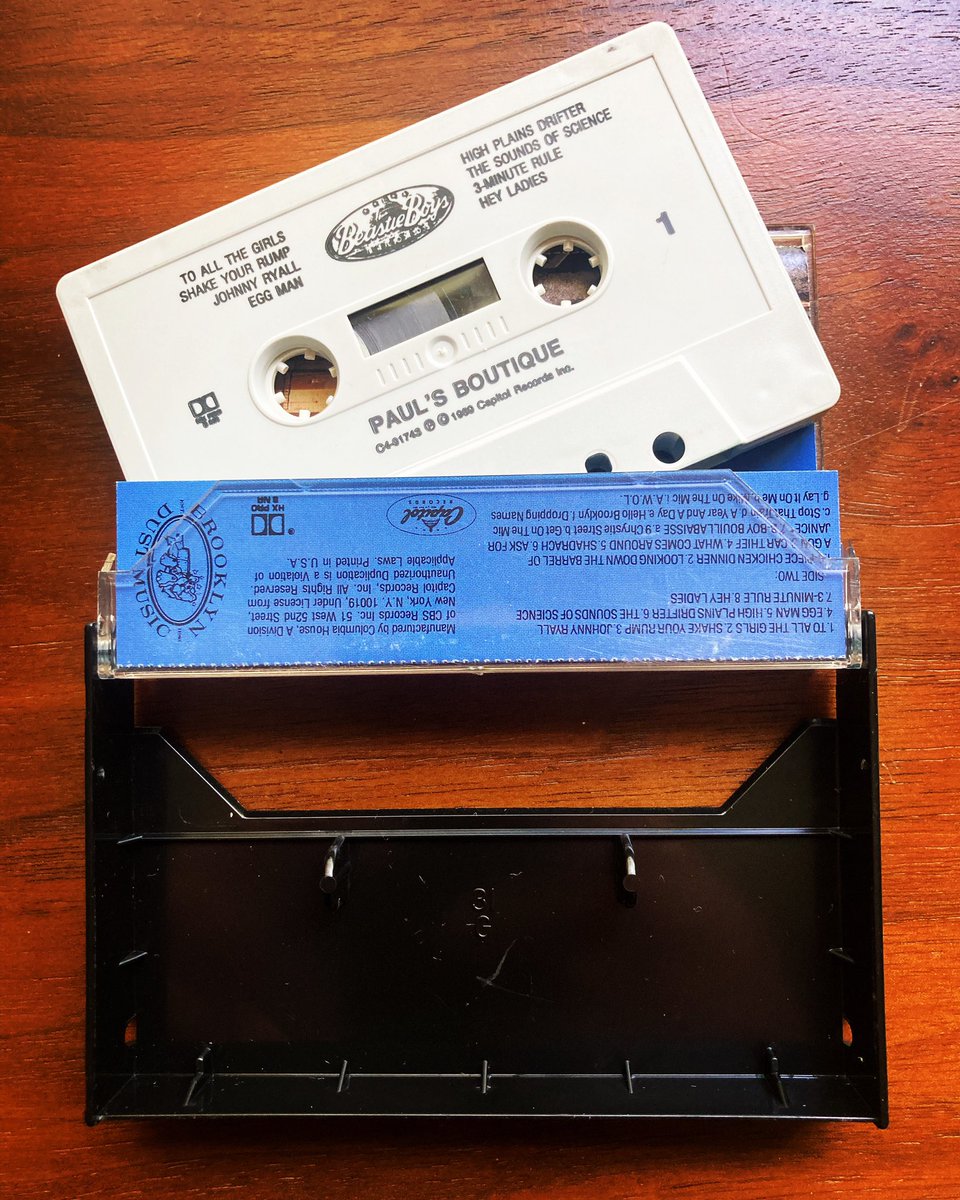 TO ALL THE GIRLS
SHAKE YOUR RUMP
JOHNNY RYALL
EGG MAN
Beastie Boys
HIGH PLAINS DRIFTER
THE SOUNDS OF SCIENCE
3-MINUTE RULE
HEY LADIES
1
PAUL'S BOUTIQUE
C4-91743 ℗ © 1989 Capitol Records Inc.
1. TO ALL THE GIRLS 2. SHAKE YOUR RUMP 3. JOHNNY RYALL
4. EGG MAN 5. HIGH PLAINS DRIFTER 6. THE SOUNDS OF SCIENCE
7. 3-MINUTE RULE 8. HEY LADIES
SIDE TWO:
PIECE CHICKEN DINNER 2. LOOKING DOWN THE BARREL OF
A GUN 3. CAR THIEF 4. WHAT COMES AROUND 5. SHADRACH 6. ASK FOR
JANICE 7. B-BOY BOUILLABAISSE a. Chrystie Street b. Get On The Mic
c. Stop That Train d. A Year And A Day e. Hello Brooklyn f. Dropping Names
g. Lay It On Me h. Mike On The Mic i. A.W.O.L.
Manufactured by Columbia House, A Division
of CBS Records Inc. 51 West 52nd Street,
New York, N.Y. 10019, Under License from
Capitol Records, Inc. All Rights Reserved.
Unauthorized Duplication is a Violation of
Applicable Laws. Printed in U.S.A.
Capitol
RECORDS
HX PRO
B NR
BROOKLYN
DUST
MUSIC